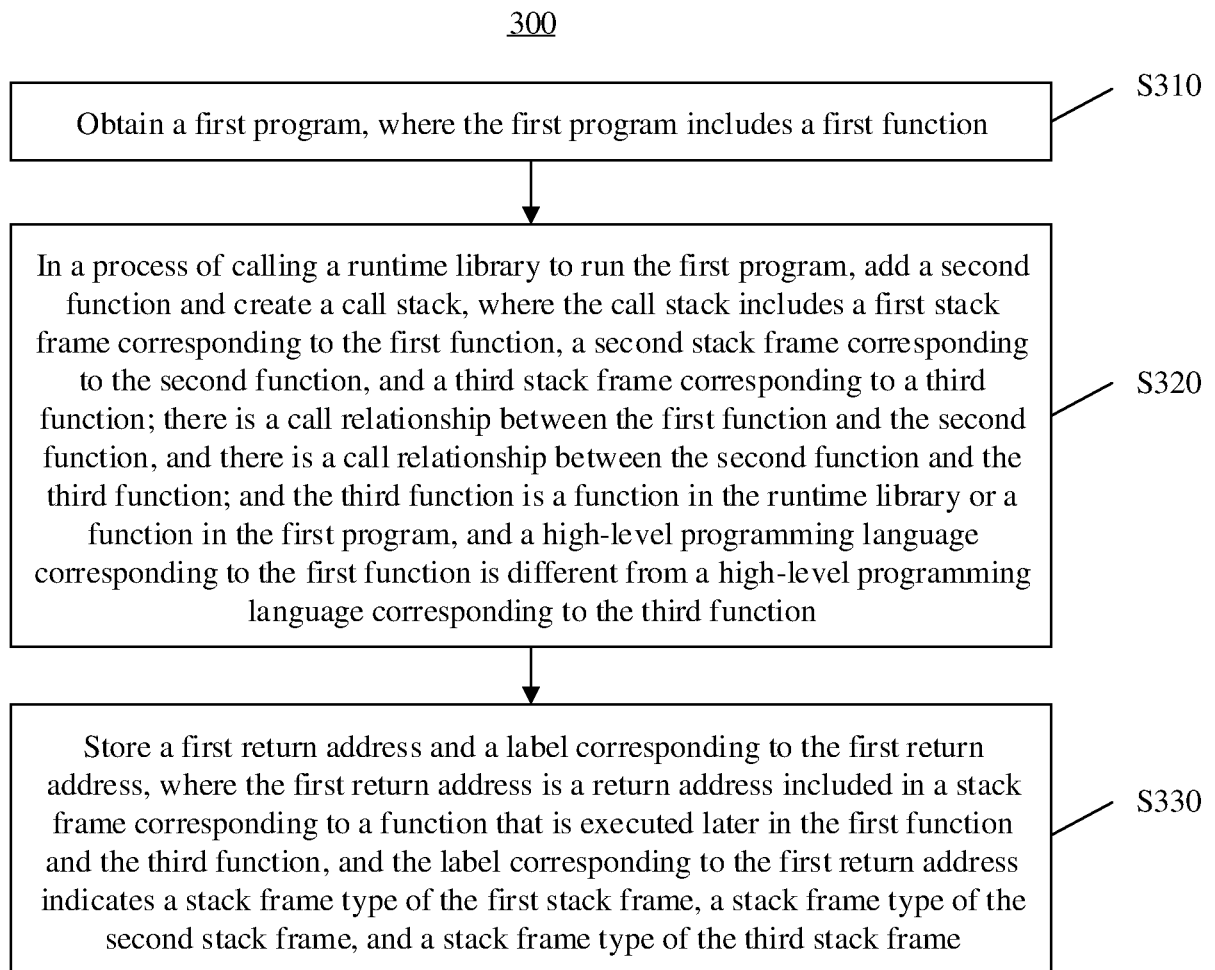 300
S310
Obtain a first program, where the first program includes a first function
In a process of calling a runtime library to run the first program, add a second
function and create a call stack, where the call stack includes a first stack
frame corresponding to the first function, a second stack frame corresponding
to the second function, and a third stack frame corresponding to a third
function; there is a call relationship between the first function and the second
function, and there is a call relationship between the second function and the
third function; and the third function is a function in the runtime library or a
function in the first program, and a high-level programming language
corresponding to the first function is different from a high-level programming
language corresponding to the third function
S320
Store a first return address and a label corresponding to the first return
address, where the first return address is a return address included in a stack
frame corresponding to a function that is executed later in the first function
and the third function, and the label corresponding to the first return address
indicates a stack frame type of the first stack frame, a stack frame type of the
second stack frame, and a stack frame type of the third stack frame
S330